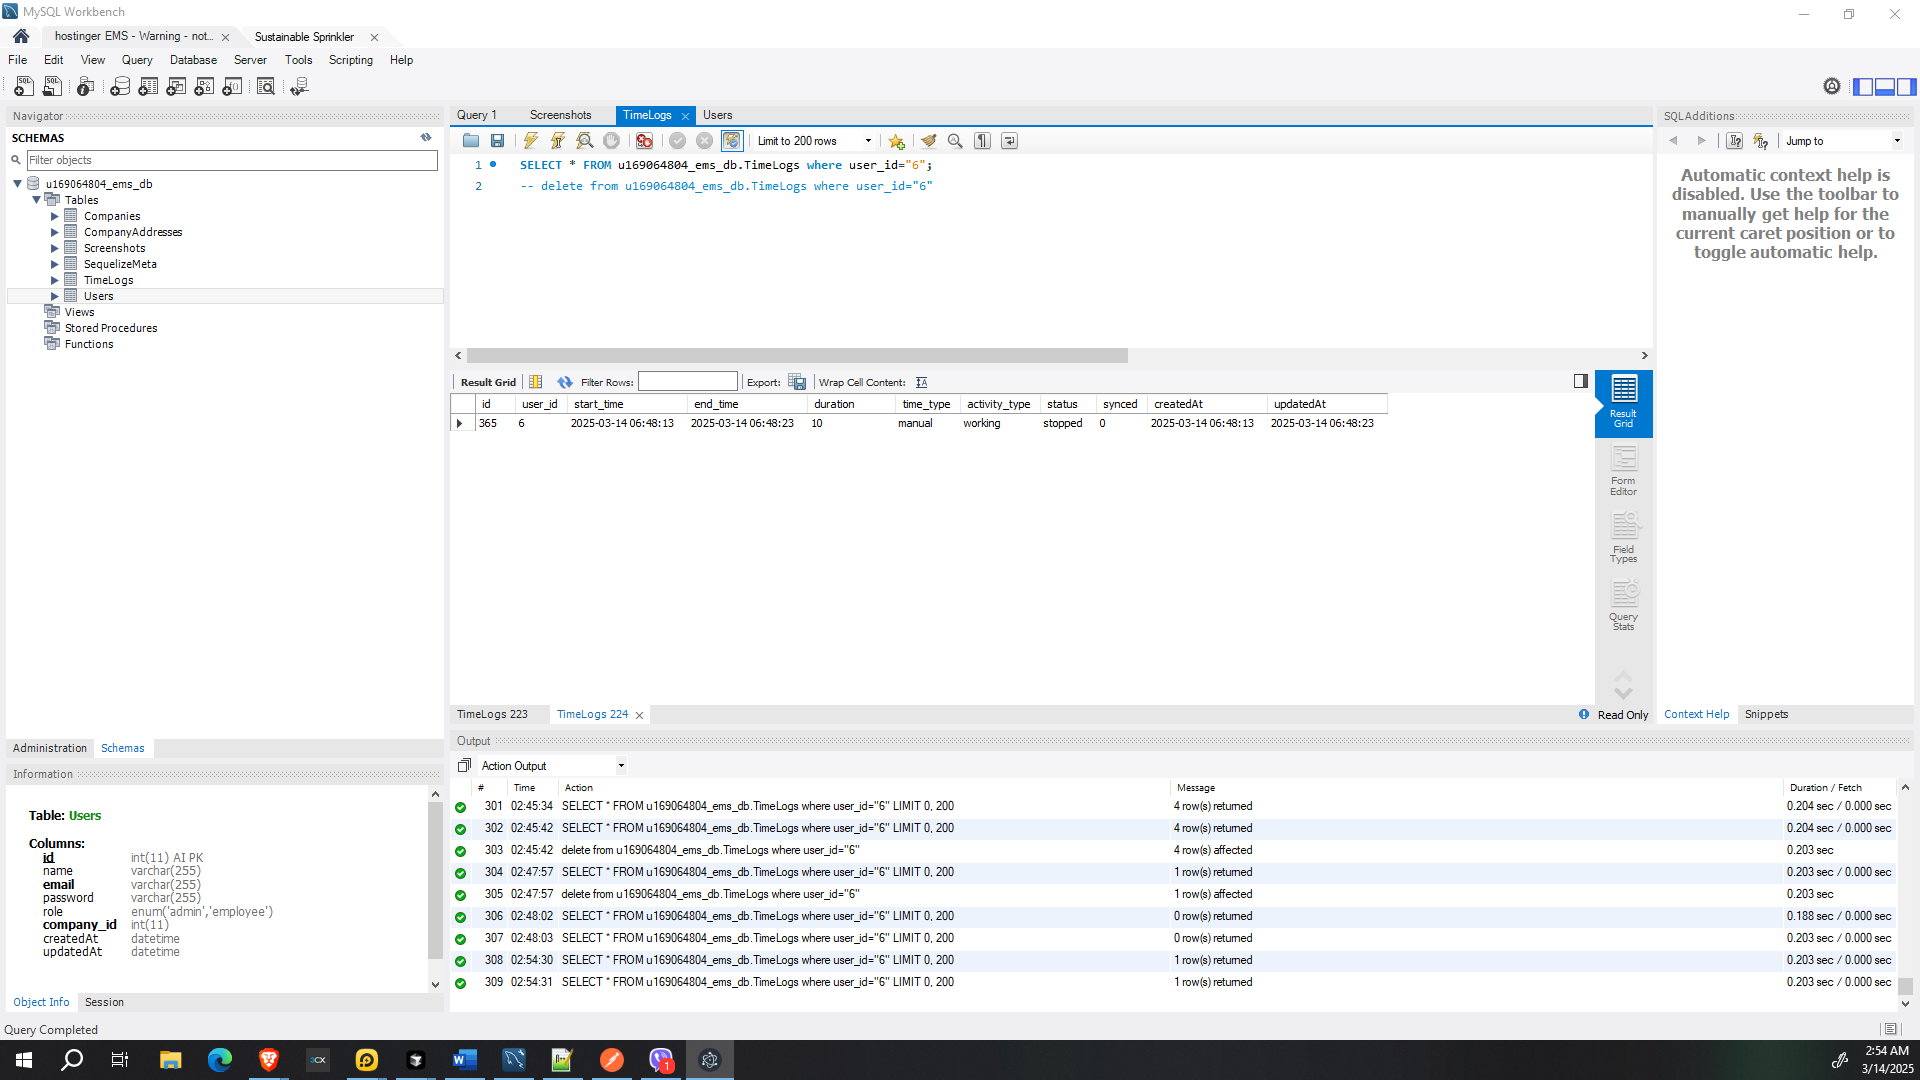 MySQL Workbench
hostinger EMS - Warning - not...
Sustainable Sprinkler
File Edit View Query Database Server Tools Scripting Help
Navigator
SCHEMAS
Filter objects
u169064804_ems_db
Tables
Companies
CompanyAddresses
Screenshots
SequelizeMeta
TimeLogs
Users
Views
Stored Procedures
Functions
Administration Schemas
Information
Table: Users
Columns:
id int(11) AI PK
name varchar(255)
email varchar(255)
password varchar(255)
role enum('admin','employee')
company_id int(11)
createdAt datetime
updatedAt datetime
Object Info Session
Query Completed
Query 1 Screenshots TimeLogs Users
Limit to 200 rows
1 SELECT * FROM u169064804_ems_db.TimeLogs where user_id="6";
2 -- delete from u169064804_ems_db.TimeLogs where user_id="6"
Result Grid Filter Rows: Export: Wrap Cell Content:
id user_id start_time end_time duration time_type activity_type status synced createdAt updatedAt
365 6 2025-03-14 06:48:13 2025-03-14 06:48:23 10 manual working stopped 0 2025-03-14 06:48:13 2025-03-14 06:48:23
Result Grid
Form Editor
Field Types
Query Stats
TimeLogs 223 TimeLogs 224
Read Only
Output
Action Output
# Time Action Message Duration / Fetch
301 02:45:34 SELECT * FROM u169064804_ems_db.TimeLogs where user_id="6" LIMIT 0, 200 4 row(s) returned 0.204 sec / 0.000 sec
302 02:45:42 SELECT * FROM u169064804_ems_db.TimeLogs where user_id="6" LIMIT 0, 200 4 row(s) returned 0.204 sec / 0.000 sec
303 02:45:42 delete from u169064804_ems_db.TimeLogs where user_id="6" 4 row(s) affected 0.203 sec
304 02:47:57 SELECT * FROM u169064804_ems_db.TimeLogs where user_id="6" LIMIT 0, 200 1 row(s) returned 0.203 sec / 0.000 sec
305 02:47:57 delete from u169064804_ems_db.TimeLogs where user_id="6" 1 row(s) affected 0.203 sec
306 02:48:02 SELECT * FROM u169064804_ems_db.TimeLogs where user_id="6" LIMIT 0, 200 0 row(s) returned 0.188 sec / 0.000 sec
307 02:48:03 SELECT * FROM u169064804_ems_db.TimeLogs where user_id="6" LIMIT 0, 200 0 row(s) returned 0.203 sec / 0.000 sec
308 02:54:30 SELECT * FROM u169064804_ems_db.TimeLogs where user_id="6" LIMIT 0, 200 1 row(s) returned 0.203 sec / 0.000 sec
309 02:54:31 SELECT * FROM u169064804_ems_db.TimeLogs where user_id="6" LIMIT 0, 200 1 row(s) returned 0.203 sec / 0.000 sec
SQLAdditions
Jump to
Automatic context help is
disabled. Use the toolbar to
manually get help for the
current caret position or to
toggle automatic help.
Context Help Snippets
2:54 AM
3/14/2025